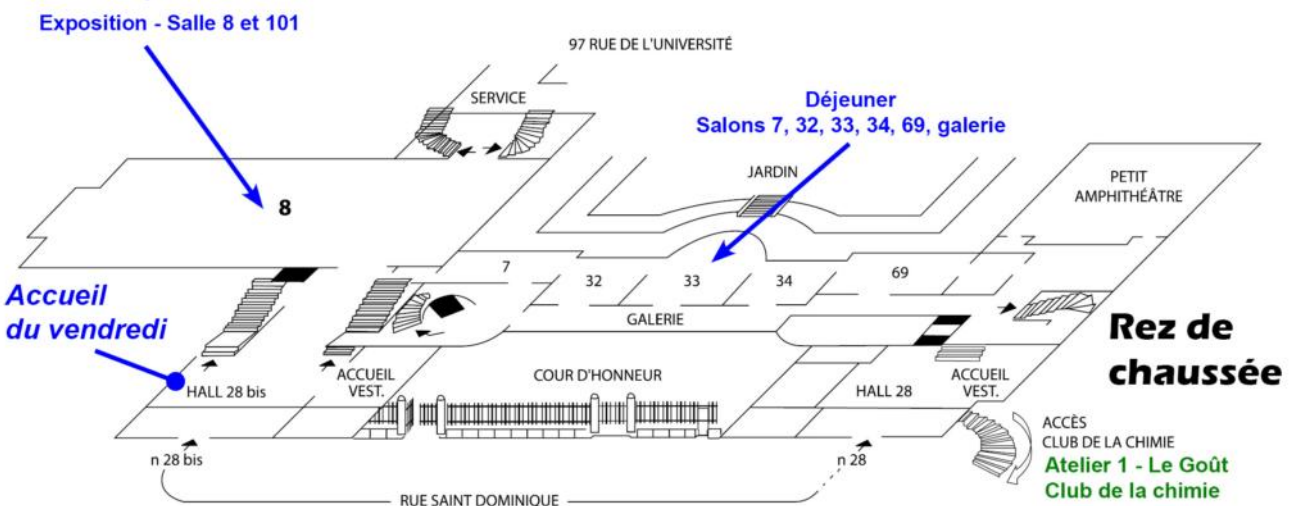 Exposition - Salle 8 et 101
97 RUE DE L'UNIVERSITÉ
SERVICE
Déjeuner
Salons 7, 32, 33, 34, 69, galerie
JARDIN
PETIT
AMPHITHÉÂTRE
8
7
32
33
34
69
Accueil
du vendredi
GALERIE
Rez de
chaussée
HALL 28 bis
ACCUEIL
VEST.
COUR D'HONNEUR
HALL 28
ACCUEIL
VEST.
ACCÈS
CLUB DE LA CHIMIE
Atelier 1 - Le Goût
Club de la chimie
n 28 bis
n 28
RUE SAINT DOMINIQUE